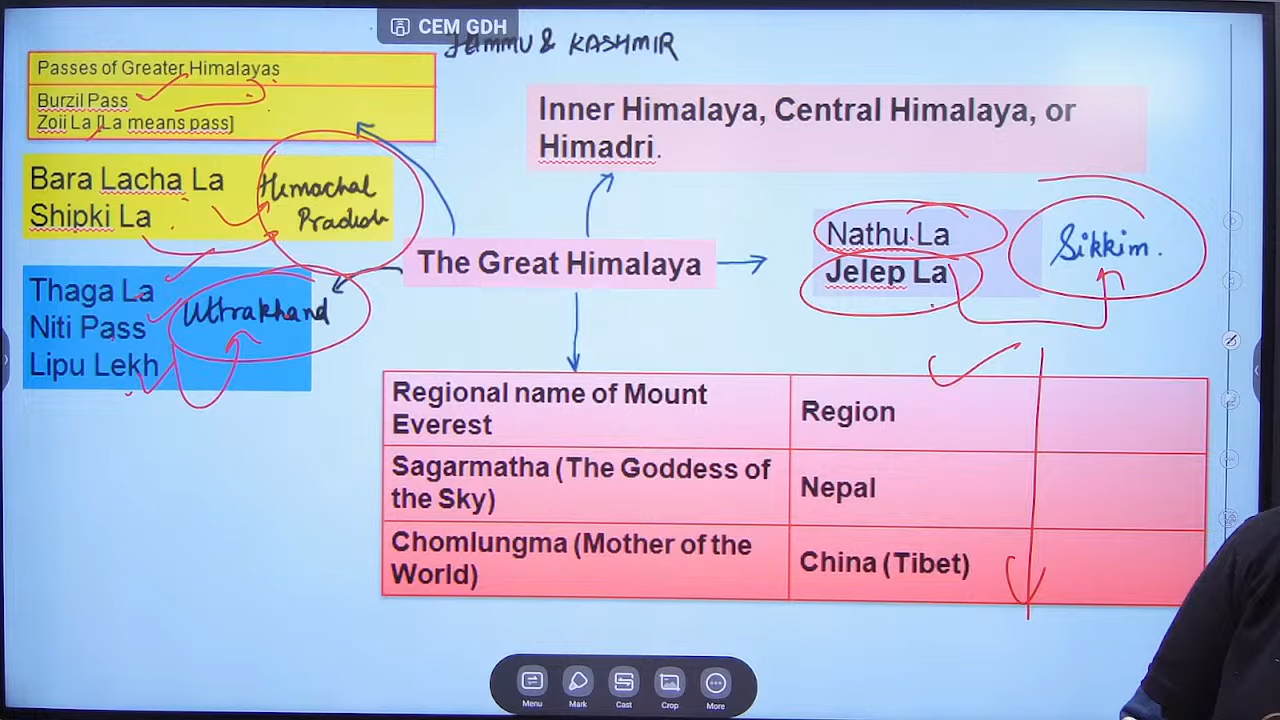 CEM GDH
JAMMU & KASHMIR
Passes of Greater Himalayas
Burzil Pass
Zoii La [La means pass]
Bara Lacha La
Shipki La
Himachal
Pradish
Thaga La
Niti Pass
Lipu Lekh
Uttrakhand
The Great Himalaya
Inner Himalaya, Central Himalaya, or
Himadri.
Nathu La
Jelep La
Sikkim.
Regional name of Mount
Everest
Region
Sagarmatha (The Goddess of
the Sky)
Nepal
Chomlungma (Mother of the
World)
China (Tibet)
Menu
Mark
Cast
Crop
More